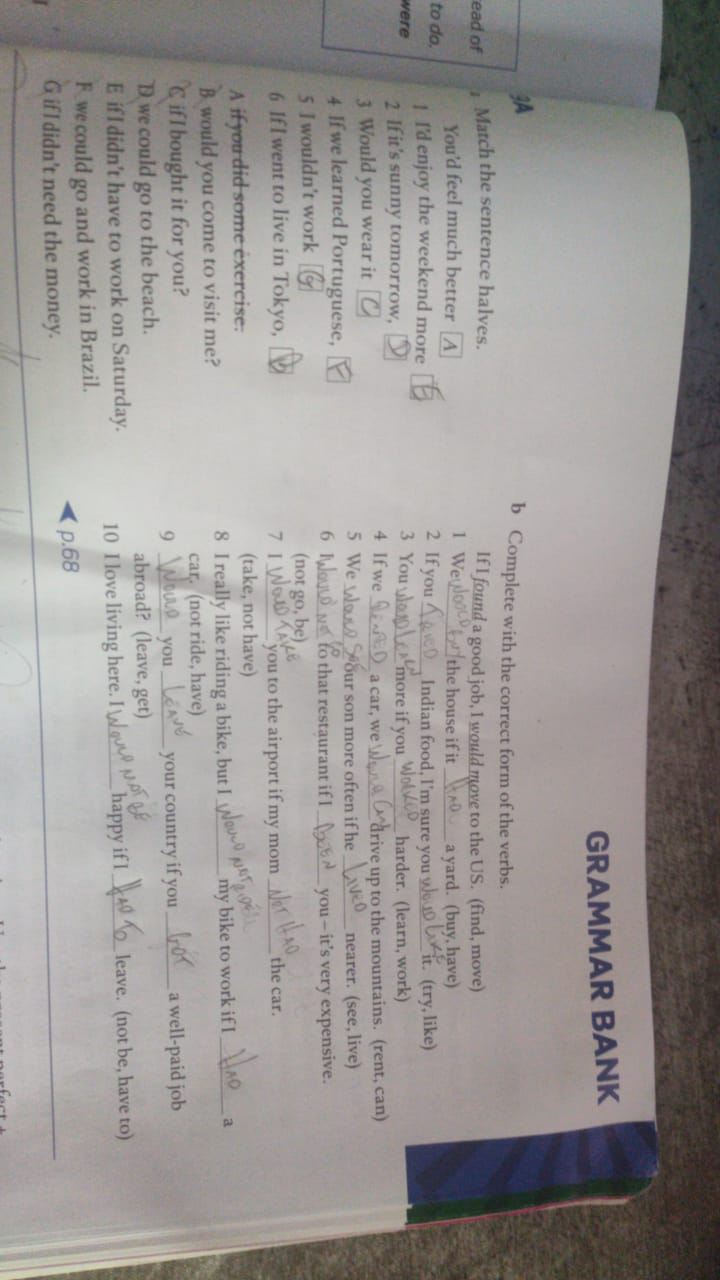 GRAMMAR BANK
ead of
to do.
were
9A
a Match the sentence halves.
You'd feel much better A
1 I'd enjoy the weekend more E
2 If it's sunny tomorrow, D
3 Would you wear it C
4 If we learned Portuguese, F
5 I wouldn't work G
6 If I went to live in Tokyo, B
A if you did some exercise.
B would you come to visit me?
C if I bought it for you?
D we could go to the beach.
E if I didn't have to work on Saturday.
F we could go and work in Brazil.
G if I didn't need the money.
b Complete with the correct form of the verbs.
If I found a good job, I would move to the US. (find, move)
1 We would buy the house if it HAD a yard. (buy, have)
2 If you TRIED Indian food, I'm sure you would like it. (try, like)
3 You would LEARN more if you WORKED harder. (learn, work)
4 If we RENTED a car, we drive up to the mountains. (rent, can)
5 We would SEE our son more often if he LIVED nearer. (see, live)
6 I WOULD NOT GO to that restaurant if I BEEN you – it's very expensive.
(not go, be)
7 I WOULD TAKE you to the airport if my mom NOT HAD the car.
(take, not have)
8 I really like riding a bike, but I WOULD NOT my bike to work if I HAD a
car. (not ride, have)
9 WOULD you LEAVE your country if you GOT a well-paid job
abroad? (leave, get)
10 I love living here. I WOULD NOT BE happy if I HAD TO leave. (not be, have to)
p.68